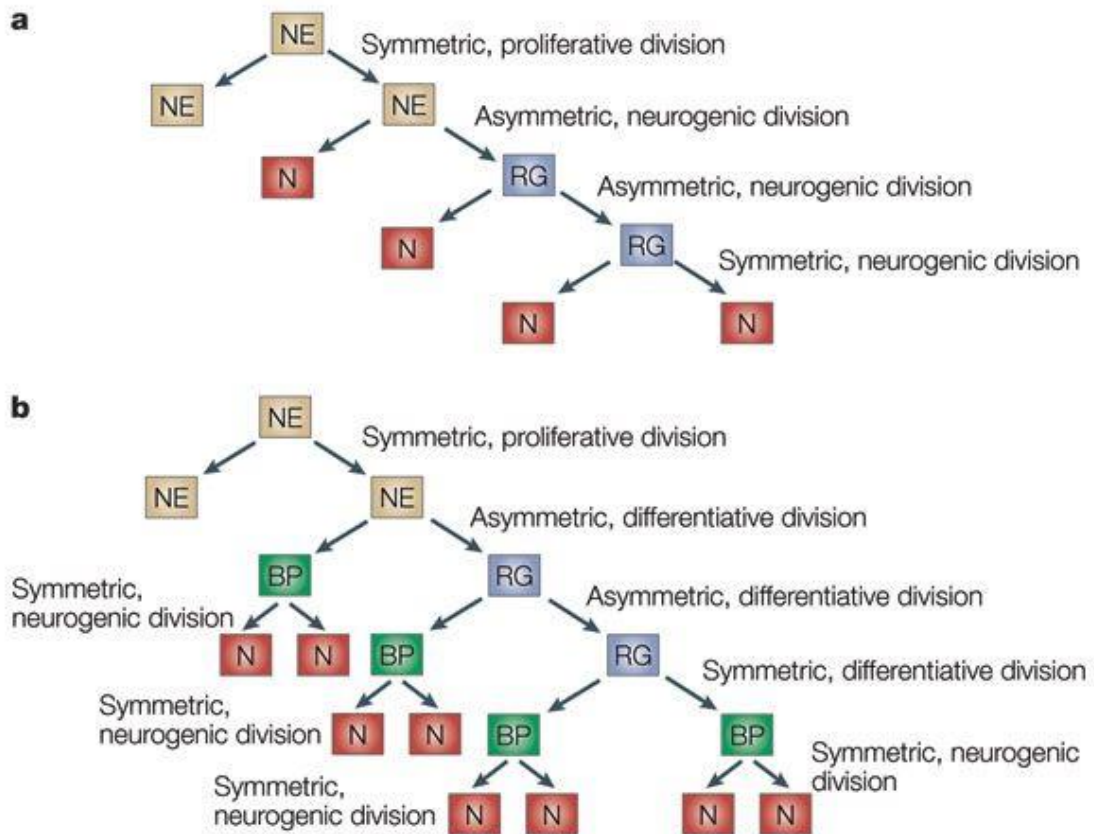 a
NE
Symmetric, proliferative division
NE
NE
Asymmetric, neurogenic division
N
RG
Asymmetric, neurogenic division
N
RG
Symmetric, neurogenic division
N
N
b
NE
Symmetric, proliferative division
NE
NE
Asymmetric, differentiative division
BP
RG
Symmetric,
neurogenic division
Asymmetric, differentiative division
N
N
BP
RG
Symmetric, differentiative division
Symmetric,
neurogenic division
N
N
BP
BP
Symmetric, neurogenic
division
Symmetric,
neurogenic division
N
N
N
N